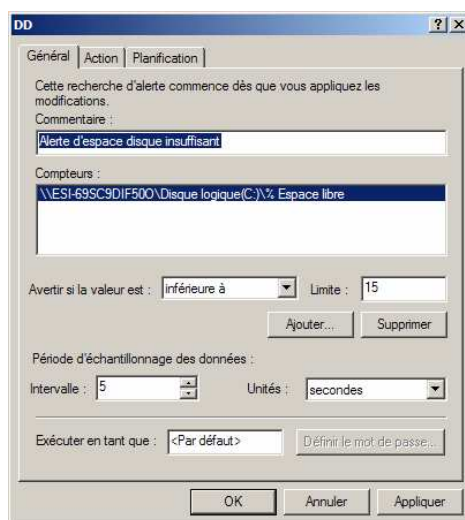 DD
Général Action Planification
Cette recherche d'alerte commence dès que vous appliquez les
modifications.
Commentaire :
Alerte d'espace disque insuffisant
Compteurs :
\\ESI-69SC9DIF50O\Disque logique(C:)\% Espace libre
Avertir si la valeur est : inférieure à Limite : 15
Ajouter... Supprimer
Période d'échantillonnage des données :
Intervalle : 5 Unités : secondes
Exécuter en tant que : <Par défaut> Définir le mot de passe...
OK Annuler Appliquer